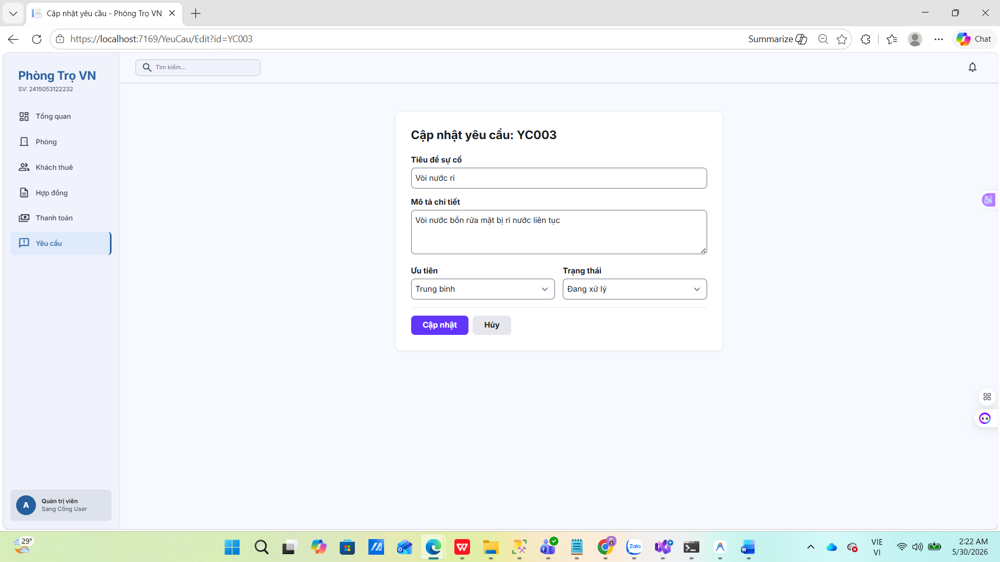 Cập nhật yêu cầu - Phòng Trọ VN
https://localhost:7169/YeuCau/Edit?id=YC003
Summarize
Chat
Phòng Trọ VN
SV: 2415053122232
Tìm kiếm...
Tổng quan
Phòng
Khách thuê
Hợp đồng
Thanh toán
Yêu cầu
Cập nhật yêu cầu: YC003
Tiêu đề sự cố
Vòi nước rỉ
Mô tả chi tiết
Vòi nước bồn rửa mặt bị rỉ nước liên tục
Ưu tiên
Trạng thái
Trung bình
Đang xử lý
Cập nhật
Hủy
A
Quản trị viên
Sang Cổng User
29°
Zalo
VIE
VI
2:22 AM
5/30/2026